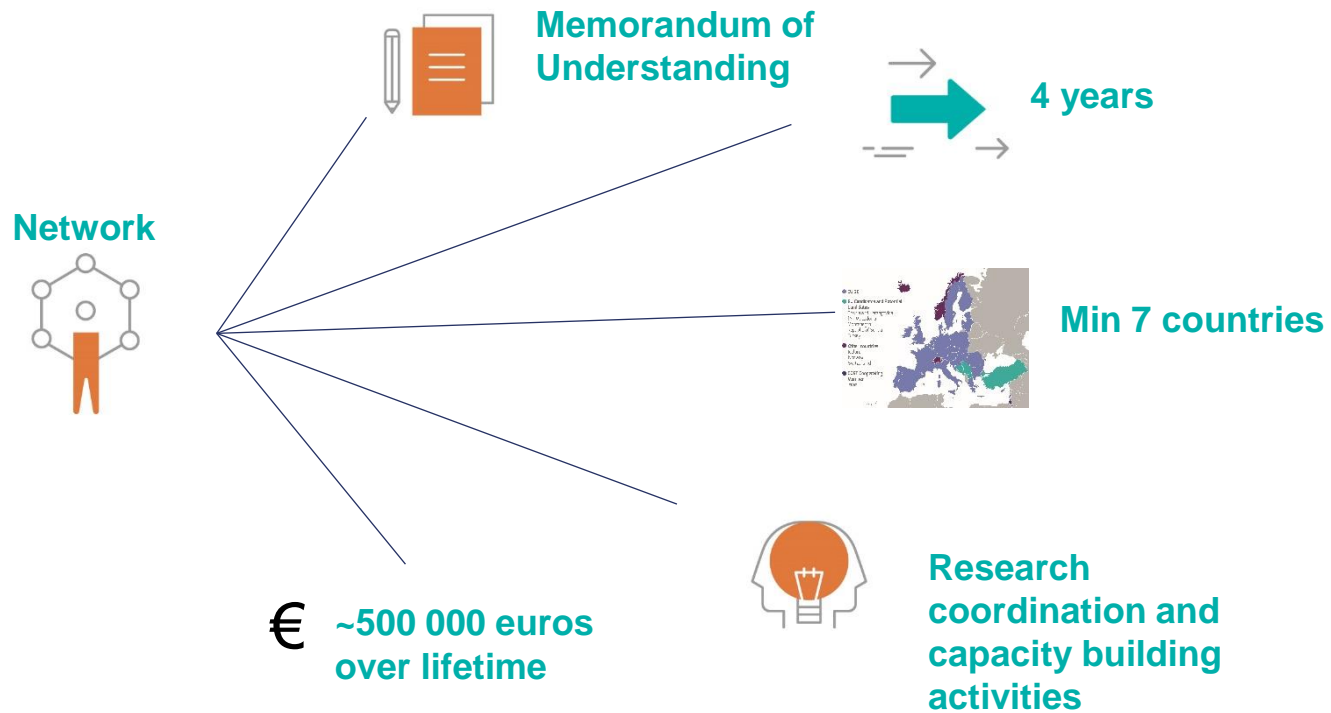 Memorandum of
Understanding
4 years
Network
Min 7 countries
€ ~500 000 euros
over lifetime
Research
coordination and
capacity building
activities